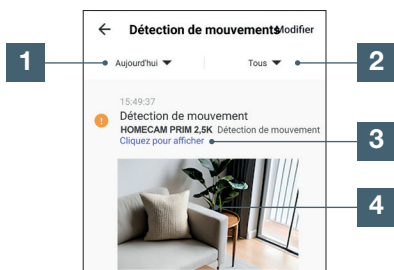 Détection de mouvements Modifier
1 Aujourd'hui Tous 2
15:49:37
Détection de mouvement
HOMECAM PRIM 2,5K Détection de mouvement
Cliquez pour afficher 3
4